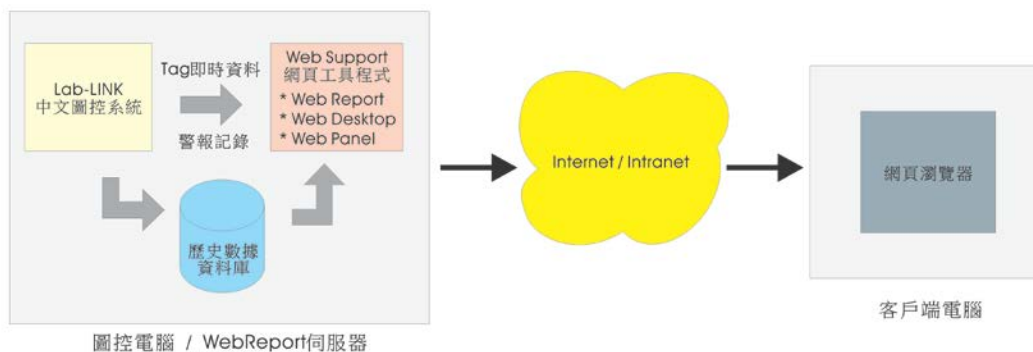 Lab-LINK
中文圖控系統
Tag即時資料
警報記錄
Web Support
網頁工具程式
* Web Report
* Web Desktop
* Web Panel
歷史數據
資料庫
圖控電腦 / WebReport伺服器
Internet / Intranet
網頁瀏覽器
客戶端電腦